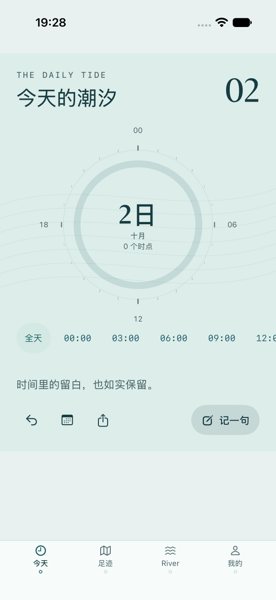 19:28
THE DAILY TIDE
今天的潮汐
02
00
18
2日
06
十月
0 个时点
12
全天 00:00 03:00 06:00 09:00 12:0
时间里的留白，也如实保留。
记一句
今天 足迹 River 我的